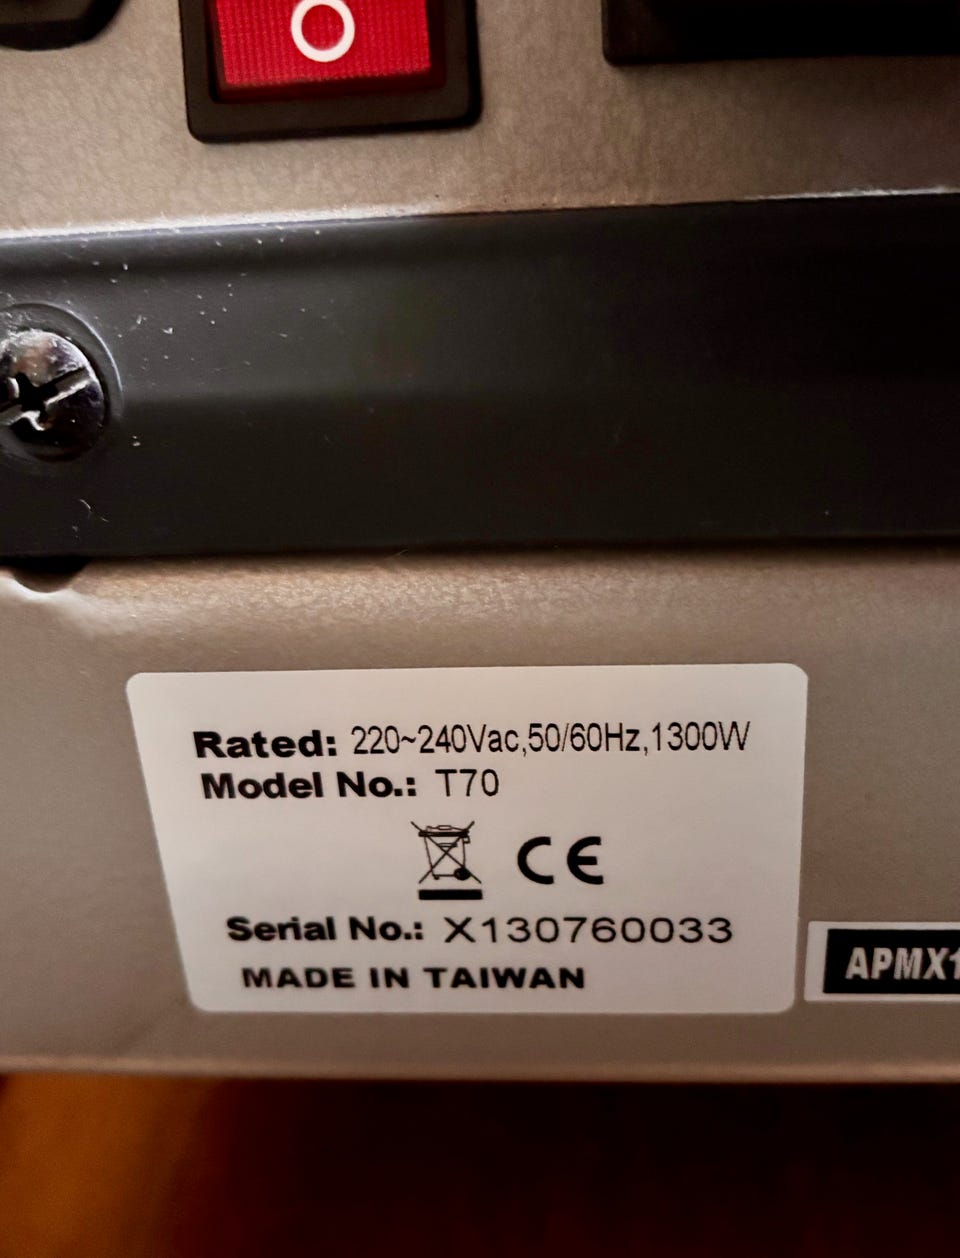 Rated: 220~240Vac,50/60Hz,1300W
Model No.: T70
CE
Serial No.: X130760033
MADE IN TAIWAN
APMX1